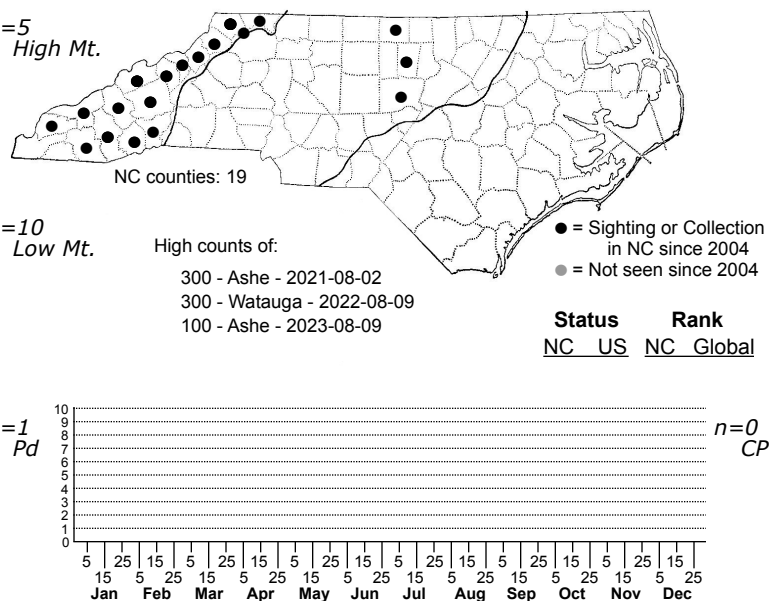 =5
High Mt.
NC counties: 19
=10
Low Mt.
High counts of:
300 - Ashe - 2021-08-02
300 - Watauga - 2022-08-09
100 - Ashe - 2023-08-09
● = Sighting or Collection
in NC since 2004
● = Not seen since 2004
Status Rank
NC US NC Global
=1
Pd
n=0
CP
10
9
8
7
6
5
4
3
2
1
0
5 25 15 5 25 15 5 25 15 5 25 15 5 25 15 5 25 15
15 5 25 15 5 25 15 5 25 15 5 25 15 5 25 15 5 25
Jan Feb Mar Apr May Jun Jul Aug Sep Oct Nov Dec